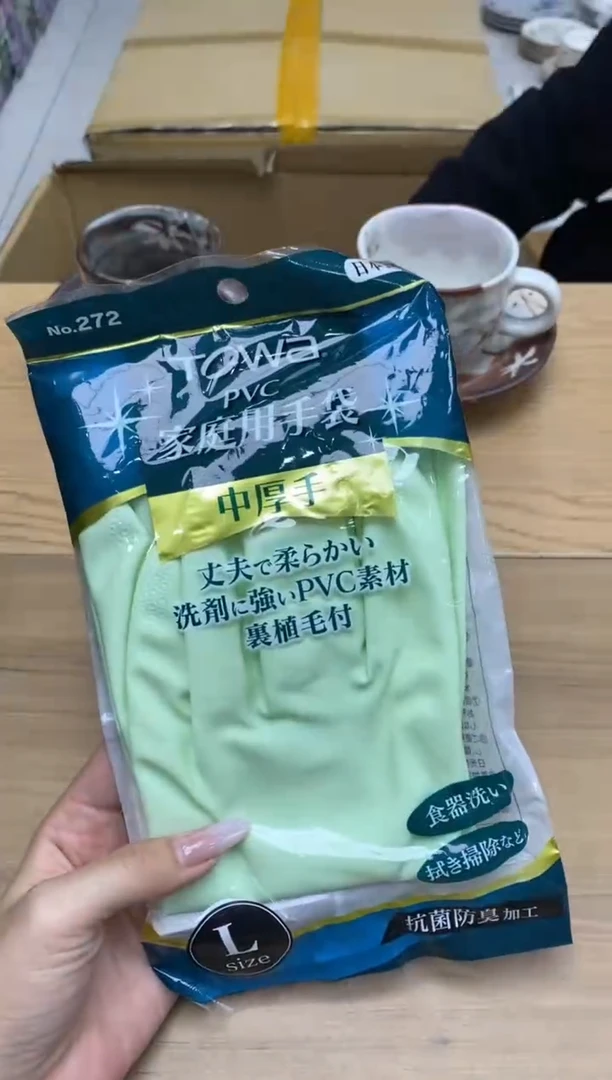 No.272
日本
TOWA
PVC
家庭用手袋
中厚手
丈夫で柔らかい
洗剤に強いPVC素材
裏植毛付
食器洗い
拭き掃除など
L
size
抗菌防臭加工